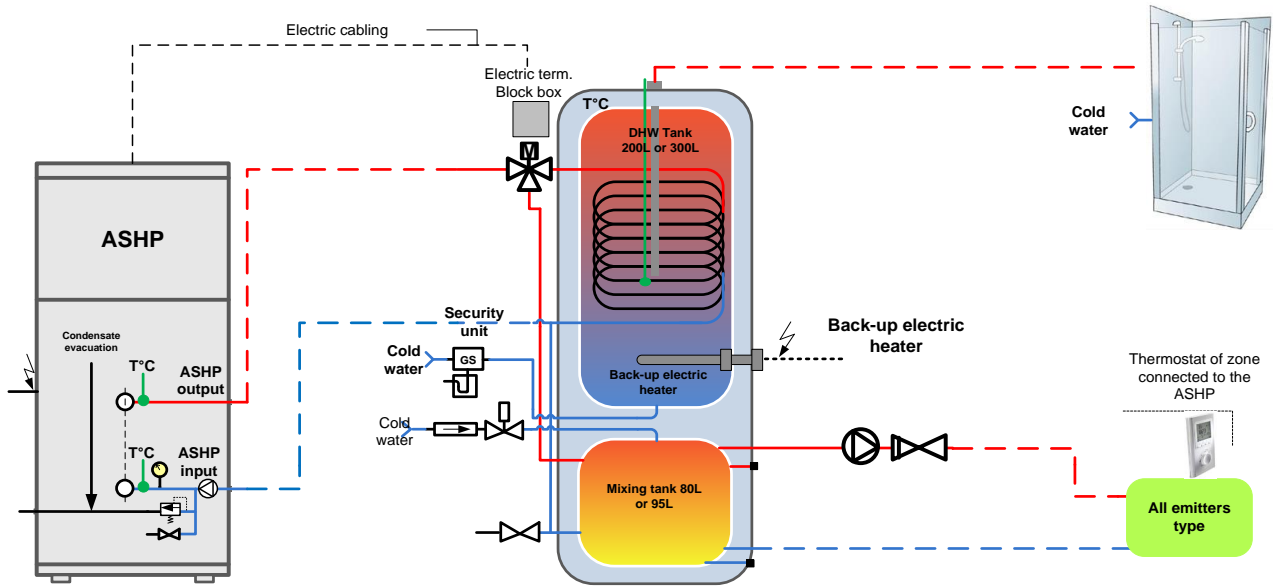 Electric cabling
Electric term.
Block box
M
T°C
DHW Tank
200L or 300L
Cold
water
ASHP
Condensate
evacuation
T°C
ASHP
output
T°C
ASHP
input
Security
unit
Cold
water
GS
Cold
water
Back-up electric
heater
Back-up electric
heater
Mixing tank 80L
or 95L
Thermostat of zone
connected to the
ASHP
All emitters
type